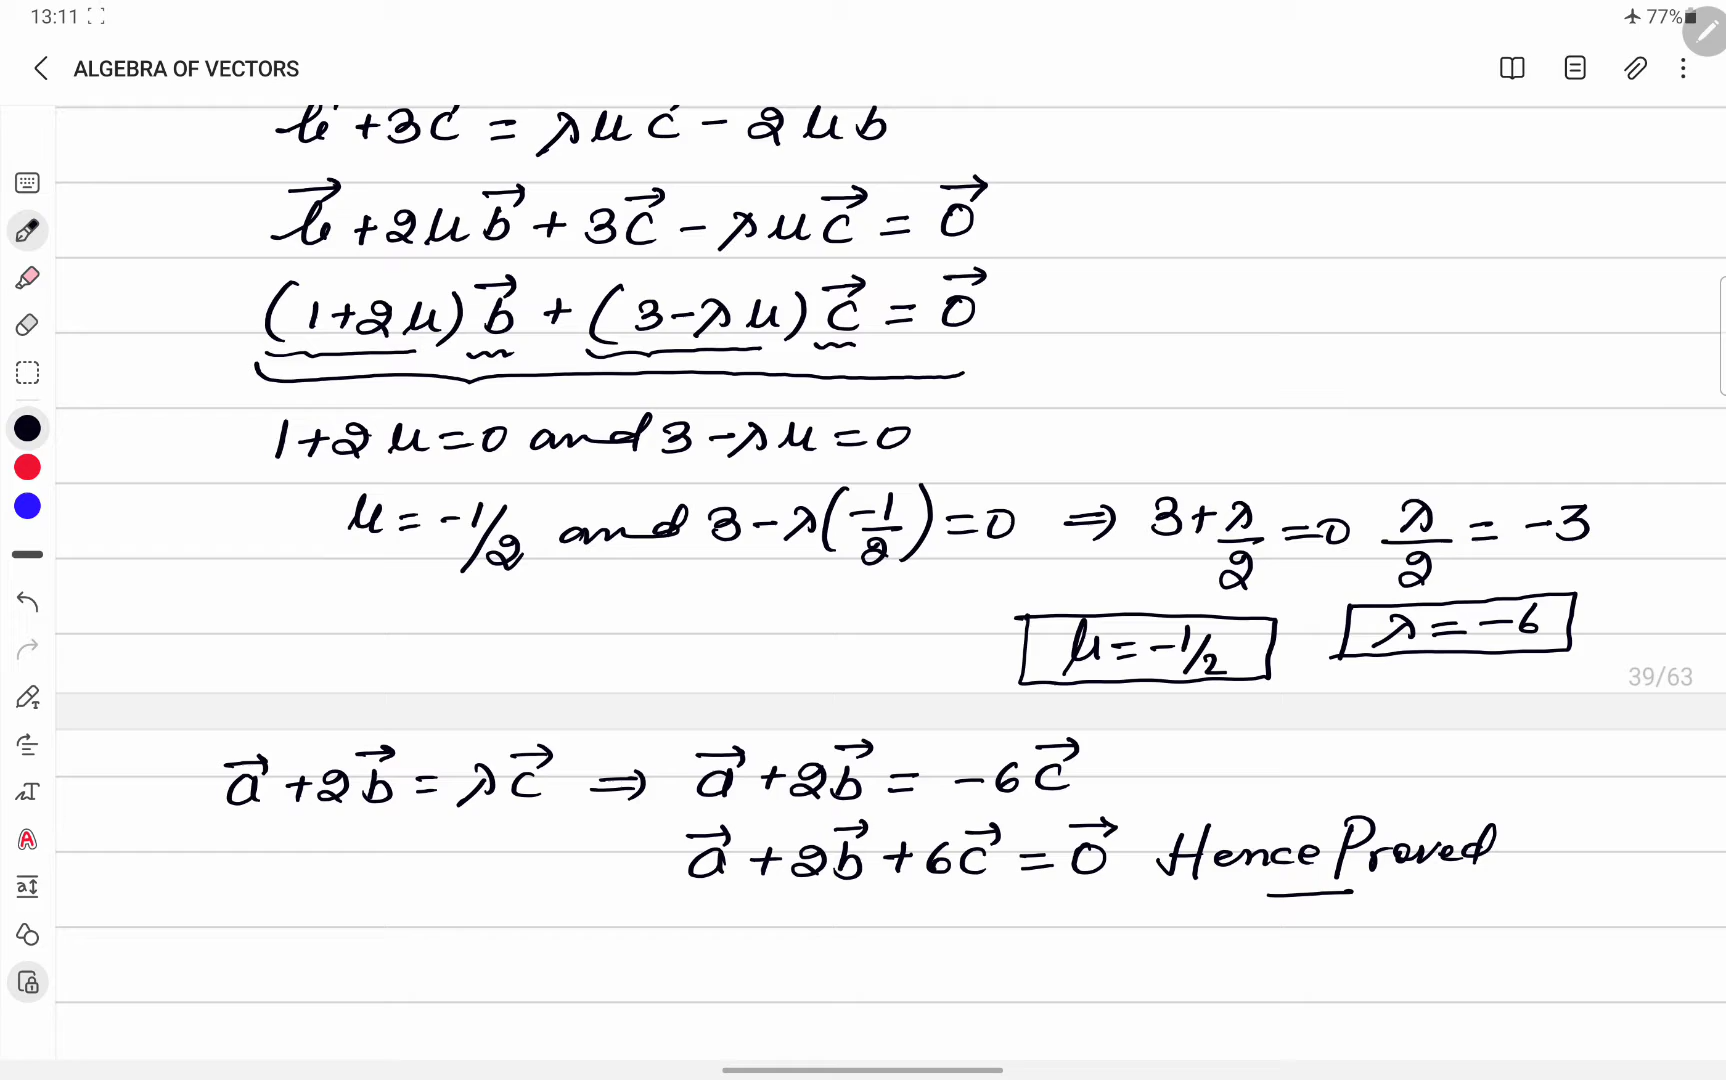 13:11 77%
ALGEBRA OF VECTORS
b + 3c = λμc - 2μb
b⃗ + 2μb⃗ + 3c⃗ - λμc⃗ = 0⃗
(1+2μ)b⃗ + (3-λμ)c⃗ = 0⃗
1+2μ=0 and 3-λμ=0
μ = -1/2 and 3-λ(-1/2)=0 ⇒ 3+λ/2=0 λ/2 = -3
μ=-1/2 λ=-6
39/63
a⃗ + 2b⃗ = λc⃗ ⇒ a⃗ + 2b⃗ = -6c⃗
a⃗ + 2b⃗ + 6c⃗ = 0⃗ Hence Proved